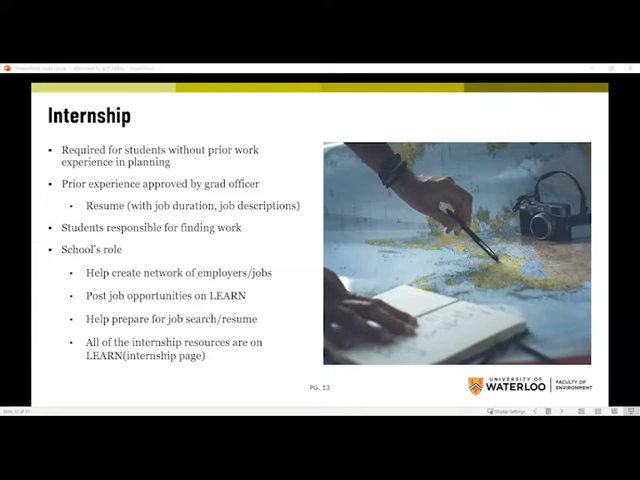 Internship
• Required for students without prior work
experience in planning
• Prior experience approved by grad officer
• Resume (with job duration, job descriptions)
• Students responsible for finding work
• School's role
• Help create network of employers/jobs
• Post job opportunities on LEARN
• Help prepare for job search/resume
• All of the internship resources are on
LEARN(internship page)
PG. 13
UNIVERSITY OF
WATERLOO
FACULTY OF
ENVIRONMENT
Display Settings